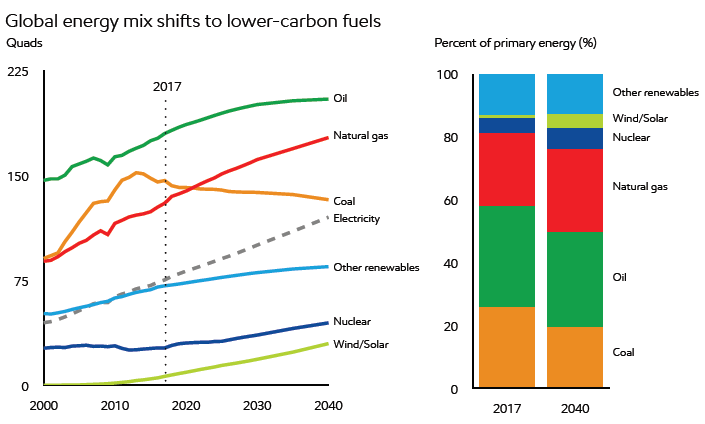 Global energy mix shifts to lower-carbon fuels
Quads
225
150
75
0
2017
Oil
Natural gas
Coal
Electricity
Other renewables
Nuclear
Wind/Solar
2000
2010
2020
2030
2040
Percent of primary energy (%)
100
80
60
40
20
0
Other renewables
Wind/Solar
Nuclear
Natural gas
Oil
Coal
2017
2040